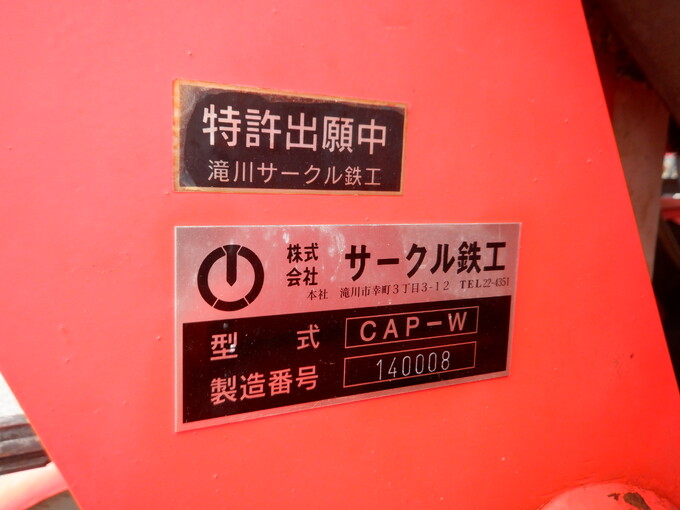 特許出願中
滝川サークル鉄工
株式会社 サークル鉄工
本社 滝川市幸町3丁目3-12 TEL22-4351
型式 CAP-W
製造番号 140008